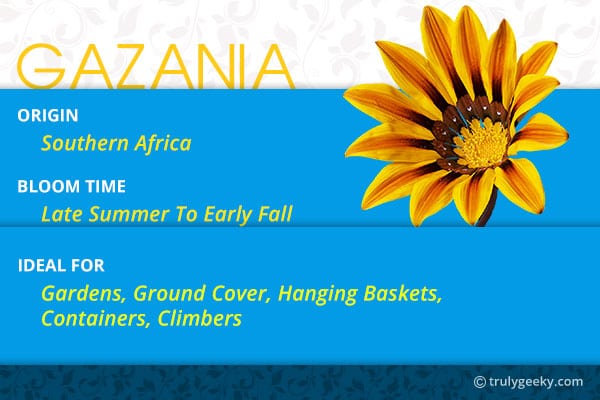 GAZANIA
ORIGIN
Southern Africa
BLOOM TIME
Late Summer To Early Fall
IDEAL FOR
Gardens, Ground Cover, Hanging Baskets,
Containers, Climbers
© trulygeeky.com